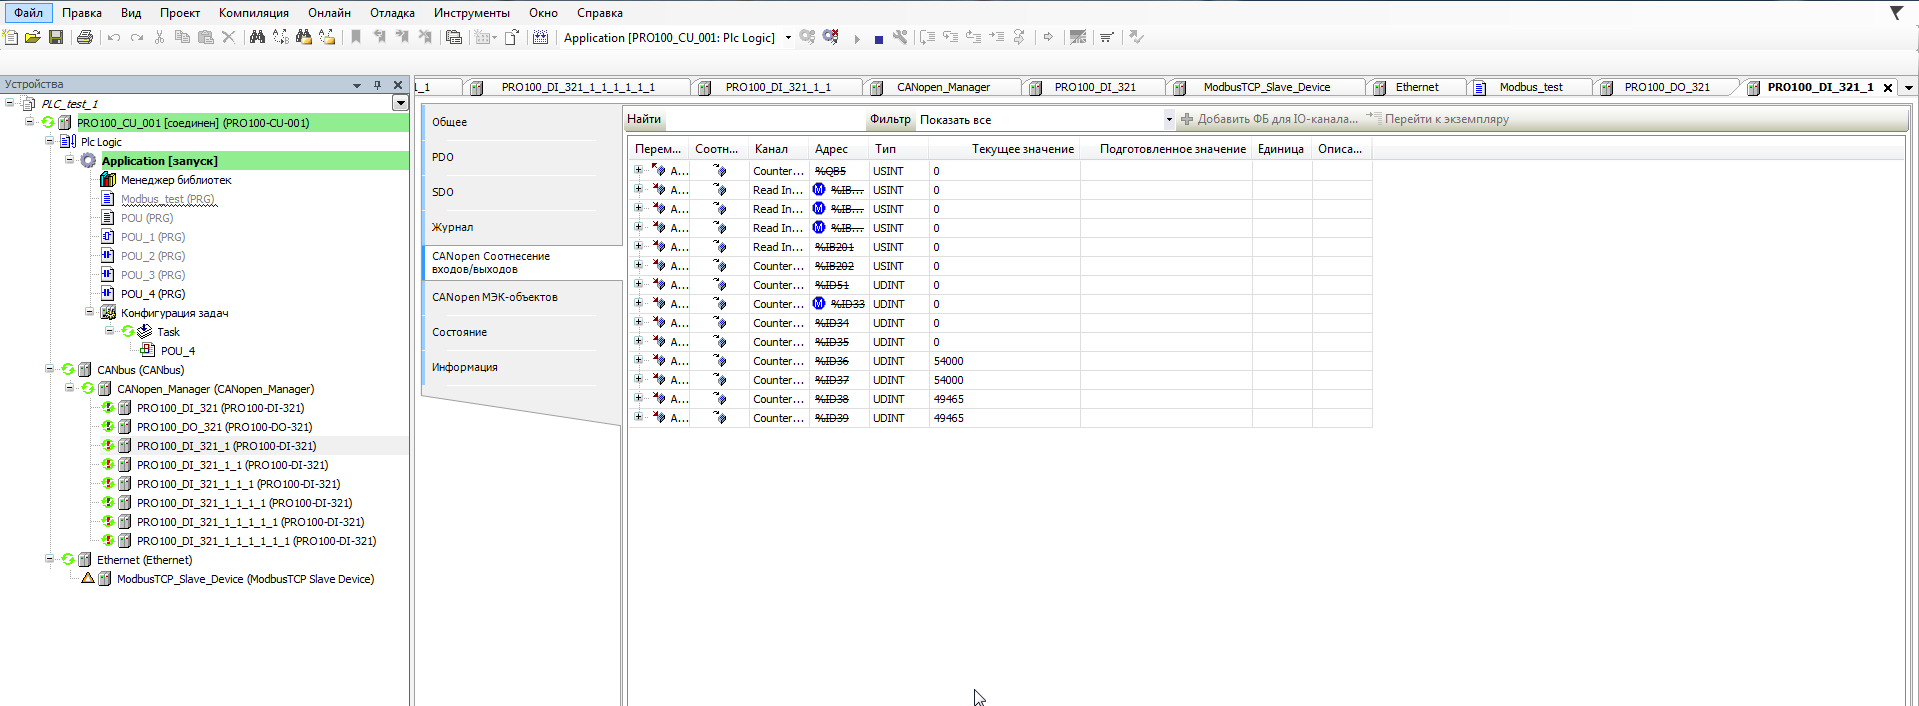 Файл Правка Вид Проект Компиляция Онлайн Отладка Инструменты Окно Справка
Application [PRO100_CU_001: Plc Logic]
Устройства
PLC_test_1
PRO100_CU_001 [соединен] (PRO100-CU-001)
Plc Logic
Application [запуск]
Менеджер библиотек
Modbus_test (PRG)
POU (PRG)
POU_1 (PRG)
POU_2 (PRG)
POU_3 (PRG)
POU_4 (PRG)
Конфигурация задач
Task
POU_4
CANbus (CANbus)
CANopen_Manager (CANopen_Manager)
PRO100_DI_321 (PRO100-DI-321)
PRO100_DO_321 (PRO100-DO-321)
PRO100_DI_321_1 (PRO100-DI-321)
PRO100_DI_321_1_1 (PRO100-DI-321)
PRO100_DI_321_1_1_1 (PRO100-DI-321)
PRO100_DI_321_1_1_1_1 (PRO100-DI-321)
PRO100_DI_321_1_1_1_1_1 (PRO100-DI-321)
PRO100_DI_321_1_1_1_1_1_1 (PRO100-DI-321)
Ethernet (Ethernet)
ModbusTCP_Slave_Device (ModbusTCP Slave Device)
_1 PRO100_DI_321_1_1_1_1_1_1 PRO100_DI_321_1_1 CANopen_Manager PRO100_DI_321 ModbusTCP_Slave_Device Ethernet Modbus_test PRO100_DO_321 PRO100_DI_321_1
Общее
PDO
SDO
Журнал
CANopen Соотнесение
входов/выходов
CANopen МЭК-объектов
Состояние
Информация
Найти Фильтр Показать все Добавить ФБ для IO-канала... Перейти к экземпляру
Перем... Соотн... Канал Адрес Тип Текущее значение Подготовленное значение Единица Описа...
A... Counter... %QB5 USINT 0
A... Read In... M %IB... USINT 0
A... Read In... M %IB... USINT 0
A... Read In... M %IB... USINT 0
A... Read In... %IB201 USINT 0
A... Counter... %IB202 USINT 0
A... Counter... %ID51 UDINT 0
A... Counter... M %ID33 UDINT 0
A... Counter... %ID34 UDINT 0
A... Counter... %ID35 UDINT 0
A... Counter... %ID36 UDINT 54000
A... Counter... %ID37 UDINT 54000
A... Counter... %ID38 UDINT 49465
A... Counter... %ID39 UDINT 49465